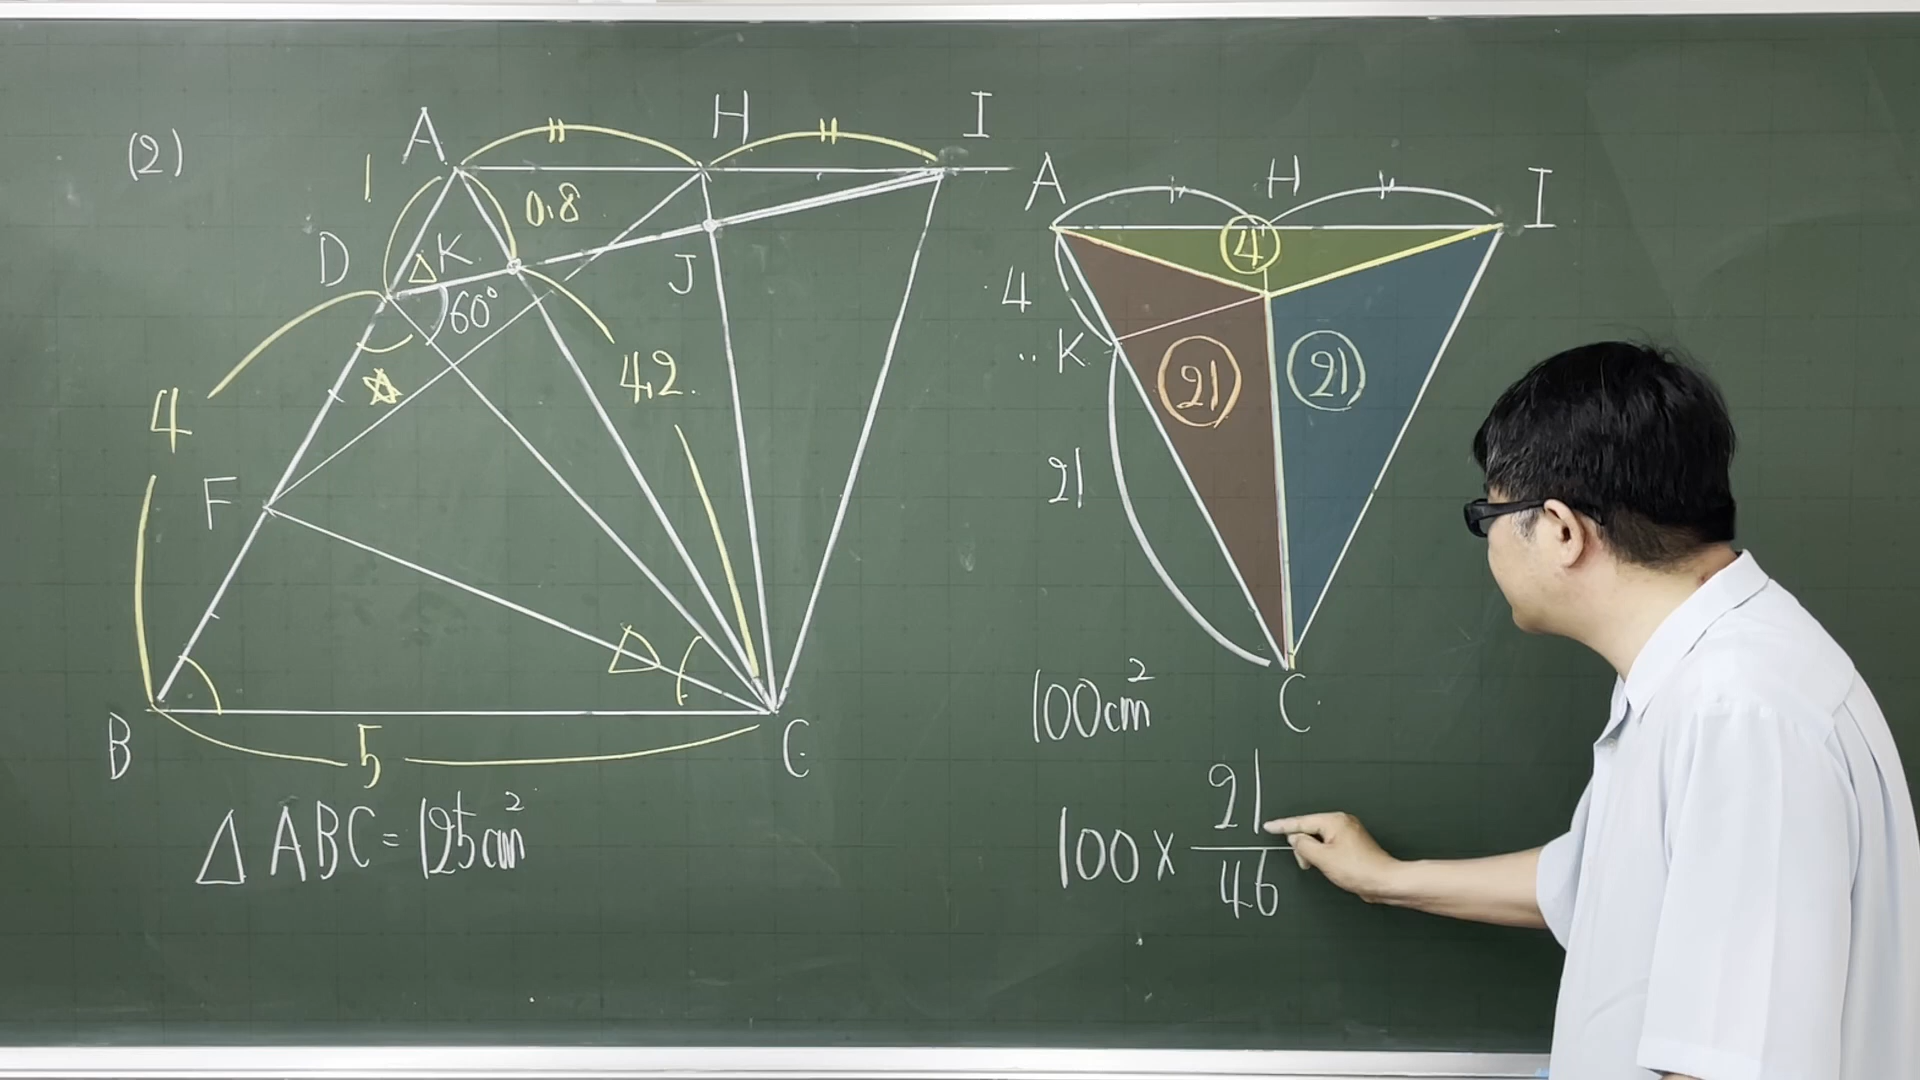 (2)
A
H
I
1
0.8
D
△
K
J
60°
4
☆
4.2
F
△
B
5
C
△ABC=125cm²
A
H
I
4
4
K
21
21
21
C
100cm²
100×21/46